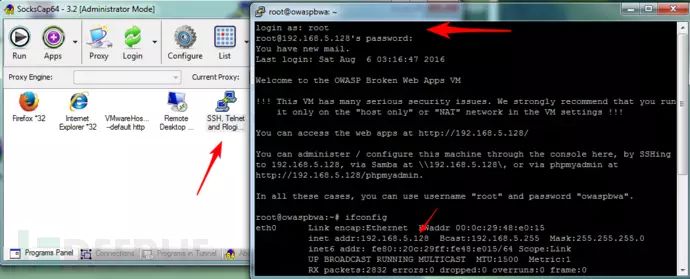 SocksCap64 - 3.2 [Administrator Mode]
Run
Apps
Proxy
Login
Configure
List
Proxy Engine:
Current Proxy:
Firefox *32
Internet
Explorer *32
VMwareHos...
--default http
Remote
Desktop ...
SSH, Telnet
and Rlogi...
Programs Panel
Connections
Programs in Tunnel
root@owaspbwa: ~
login as: root
root@192.168.5.128's password:
You have new mail.
Last login: Sat Aug  6 03:16:47 2016
Welcome to the OWASP Broken Web Apps VM
!!! This VM has many serious security issues. We strongly recommend that you run
it only on the "host only" or "NAT" network in the VM settings !!!
You can access the web apps at http://192.168.5.128/
You can administer / configure this machine through the console here, by SSHing
to 192.168.5.128, via Samba at \\192.168.5.128\, or via phpmyadmin at
http://192.168.5.128/phpmyadmin.
In all these cases, you can use username "root" and password "owaspbwa".
root@owaspbwa:~# ifconfig
eth0 Link encap:Ethernet HWaddr 00:0c:29:48:e0:15
inet addr:192.168.5.128 Bcast:192.168.5.255 Mask:255.255.255.0
inet6 addr: fe80::20c:29ff:fe48:e015/64 Scope:Link
UP BROADCAST RUNNING MULTICAST MTU:1500 Metric:1
RX packets:2832 errors:0 dropped:0 overruns:0 frame:0